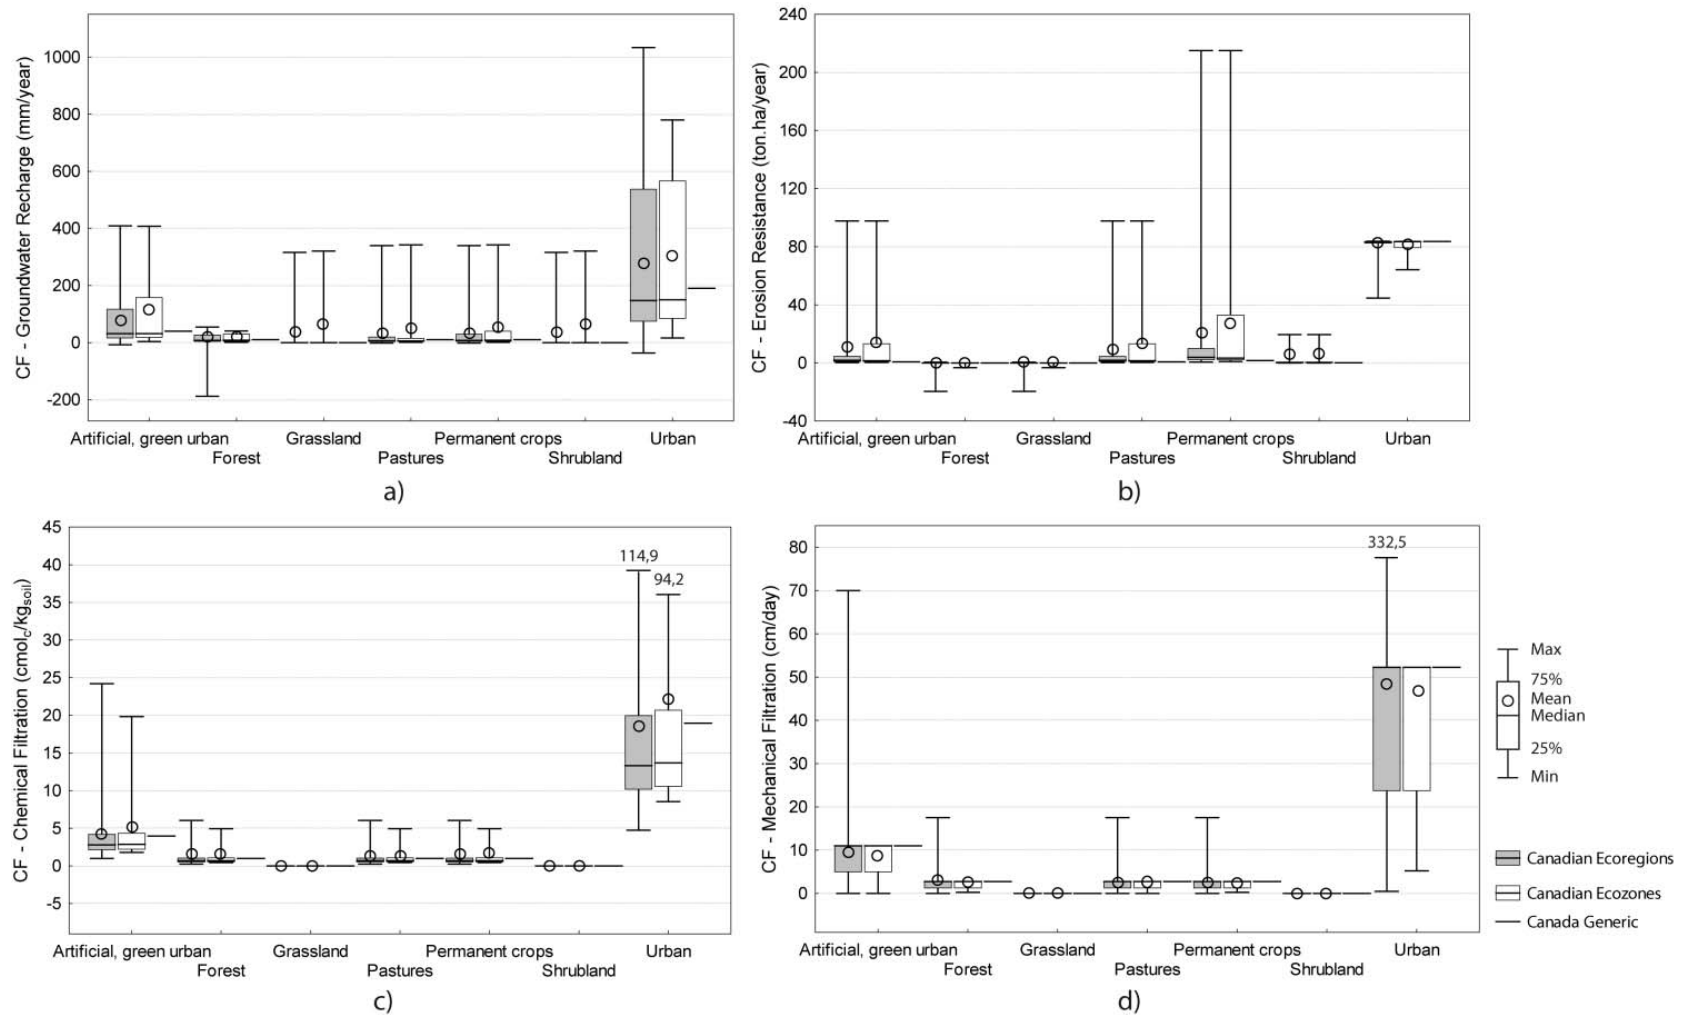 CF - Groundwater Recharge (mm/year)
1000
800
600
400
200
0
-200
Artificial, green urban
Forest
Grassland
Pastures
Permanent crops
Shrubland
Urban
a)
CF - Erosion Resistance (ton.ha/year)
240
200
160
120
80
40
0
-40
Artificial, green urban
Forest
Grassland
Pastures
Permanent crops
Shrubland
Urban
b)
CF - Chemical Filtration (cmolc/kgsoil)
45
40
35
30
25
20
15
10
5
0
-5
114,9
94,2
Artificial, green urban
Forest
Grassland
Pastures
Permanent crops
Shrubland
Urban
c)
CF - Mechanical Filtration (cm/day)
80
70
60
50
40
30
20
10
0
332,5
Artificial, green urban
Forest
Grassland
Pastures
Permanent crops
Shrubland
Urban
d)
Max
75%
Mean
Median
25%
Min
Canadian Ecoregions
Canadian Ecozones
Canada Generic